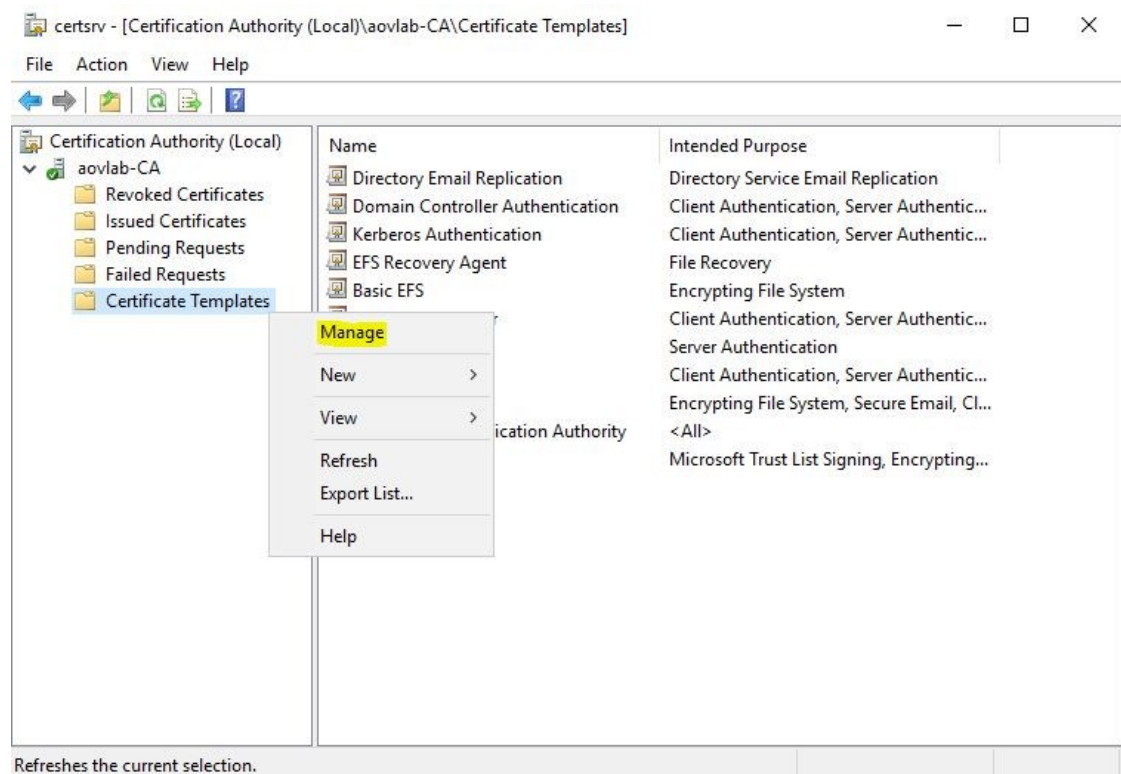 certsrv - [Certification Authority (Local)\aovlab-CA\Certificate Templates]
File Action View Help
Certification Authority (Local)
aovlab-CA
Revoked Certificates
Issued Certificates
Pending Requests
Failed Requests
Certificate Templates
Name Intended Purpose
Directory Email Replication Directory Service Email Replication
Domain Controller Authentication Client Authentication, Server Authentic...
Kerberos Authentication Client Authentication, Server Authentic...
EFS Recovery Agent File Recovery
Basic EFS Encrypting File System
Client Authentication, Server Authentic...
Server Authentication
Client Authentication, Server Authentic...
Encrypting File System, Secure Email, Cl...
ication Authority <All>
Microsoft Trust List Signing, Encrypting...
Manage
New
View
Refresh
Export List...
Help
Refreshes the current selection.